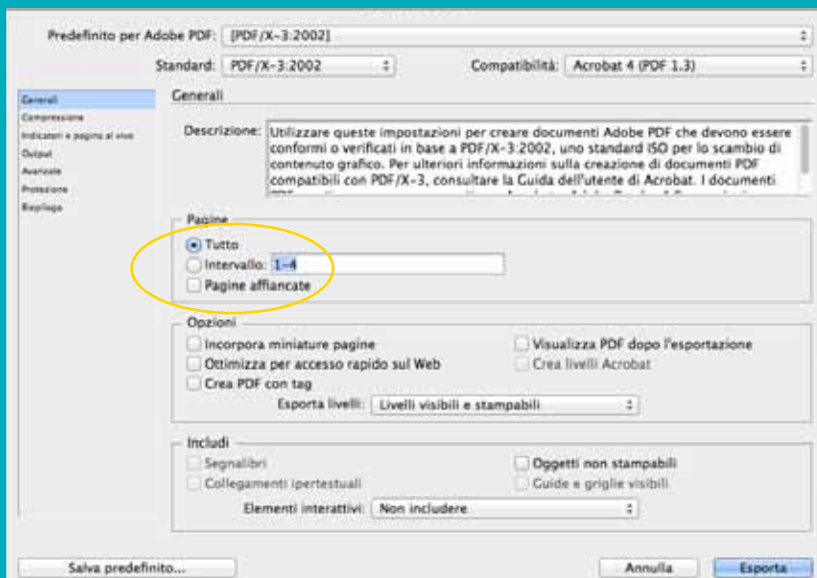 Predefinito per Adobe PDF: [PDF/X-3:2002]
Standard: PDF/X-3:2002 Compatibilità: Acrobat 4 (PDF 1.3)
Generali
Compressione
Indicatori e pagina al vivo
Output
Avanzate
Protezione
Riepilogo
Generali
Descrizione: Utilizzare queste impostazioni per creare documenti Adobe PDF che devono essere
conformi o verificati in base a PDF/X-3:2002, uno standard ISO per lo scambio di
contenuto grafico. Per ulteriori informazioni sulla creazione di documenti PDF
compatibili con PDF/X-3, consultare la Guida dell'utente di Acrobat. I documenti
Pagine
Tutto
Intervallo: 1-4
Pagine affiancate
Opzioni
Incorpora miniature pagine Visualizza PDF dopo l'esportazione
Ottimizza per accesso rapido sul Web Crea livelli Acrobat
Crea PDF con tag
Esporta livelli: Livelli visibili e stampabili
Includi
Segnalibri Oggetti non stampabili
Collegamenti ipertestuali Guide e griglie visibili
Elementi interattivi: Non includere
Salva predefinito... Annulla Esporta